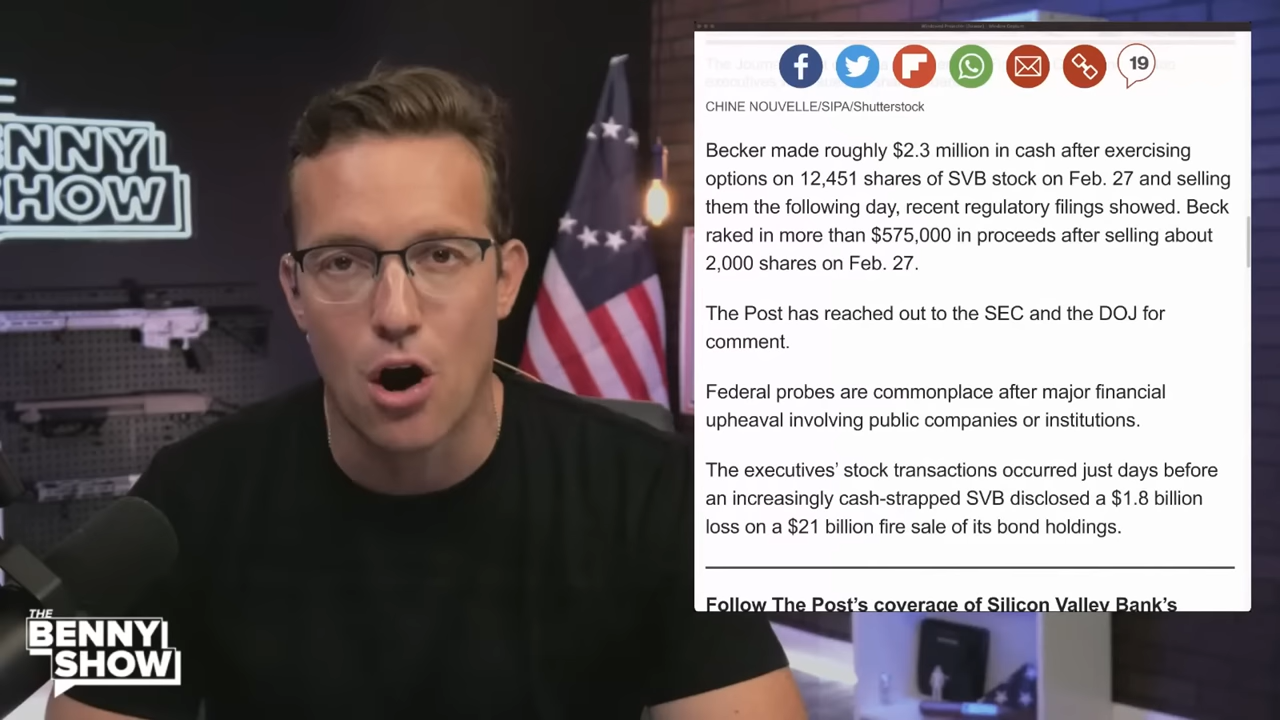 ENNY
SHOW
19
CHINE NOUVELLE/SIPA/Shutterstock
Becker made roughly $2.3 million in cash after exercising
options on 12,451 shares of SVB stock on Feb. 27 and selling
them the following day, recent regulatory filings showed. Beck
raked in more than $575,000 in proceeds after selling about
2,000 shares on Feb. 27.
The Post has reached out to the SEC and the DOJ for
comment.
Federal probes are commonplace after major financial
upheaval involving public companies or institutions.
The executives’ stock transactions occurred just days before
an increasingly cash-strapped SVB disclosed a $1.8 billion
loss on a $21 billion fire sale of its bond holdings.
Follow The Post’s coverage of Silicon Valley Bank’s
THE
BENNY
SHOW